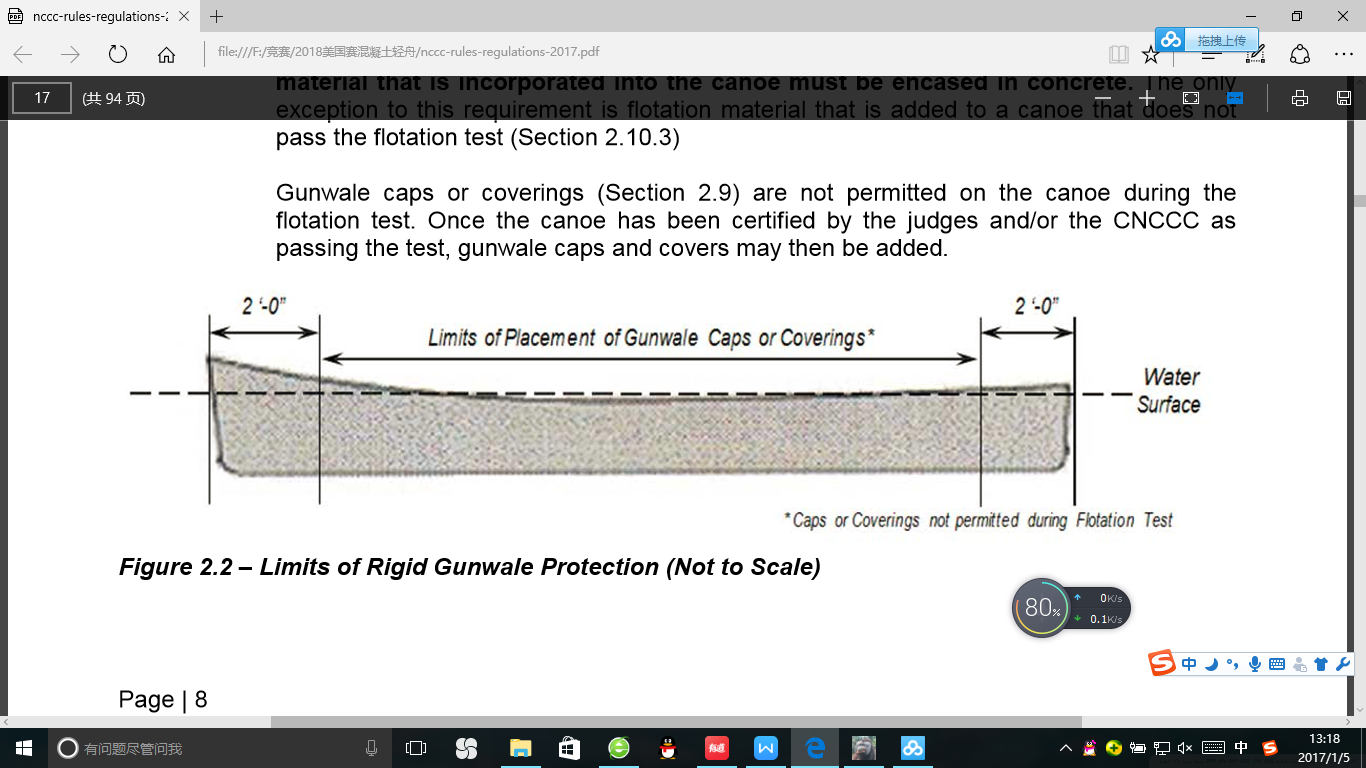 nccc-rules-regulations-2
file:///F:/竞赛/2018美国赛混凝土轻舟/nccc-rules-regulations-2017.pdf
拖拽上传
17 (共 94 页)
material that is incorporated into the canoe must be encased in concrete. The only
exception to this requirement is flotation material that is added to a canoe that does not
pass the flotation test (Section 2.10.3)
Gunwale caps or coverings (Section 2.9) are not permitted on the canoe during the
flotation test. Once the canoe has been certified by the judges and/or the CNCCC as
passing the test, gunwale caps and covers may then be added.
2 '-0" 2 '-0"
Limits of Placement of Gunwale Caps or Coverings*
Water
Surface
*Caps or Coverings not permitted during Flotation Test
Figure 2.2 – Limits of Rigid Gunwale Protection (Not to Scale)
80% 0K/s
0.1K/s
中
Page | 8
有问题尽管问我
中
13:18
2017/1/5